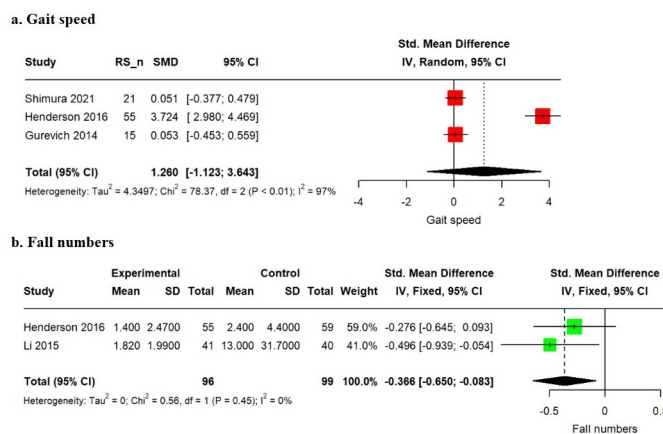 a. Gait speed
Std. Mean Difference
Study RS_n SMD 95% CI IV, Random, 95% CI
Shimura 2021 21 0.051 [-0.377; 0.479]
Henderson 2016 55 3.724 [ 2.980; 4.469]
Gurevich 2014 15 0.053 [-0.453; 0.559]
Total (95% CI) 1.260 [-1.123; 3.643]
Heterogeneity: Tau² = 4.3497; Chi² = 78.37, df = 2 (P < 0.01); I² = 97%
-4 -2 0 2 4
Gait speed
b. Fall numbers
Experimental Control Std. Mean Difference Std. Mean Difference
Study Mean SD Total Mean SD Total Weight IV, Fixed, 95% CI IV, Fixed, 95% CI
Henderson 2016 1.400 2.4700 55 2.400 4.4000 59 59.0% -0.276 [-0.645; 0.093]
Li 2015 1.820 1.9900 41 13.000 31.7000 40 41.0% -0.496 [-0.939; -0.054]
Total (95% CI) 96 99 100.0% -0.366 [-0.650; -0.083]
Heterogeneity: Tau² = 0; Chi² = 0.56, df = 1 (P = 0.45); I² = 0%
-0.5 0 0.5
Fall numbers